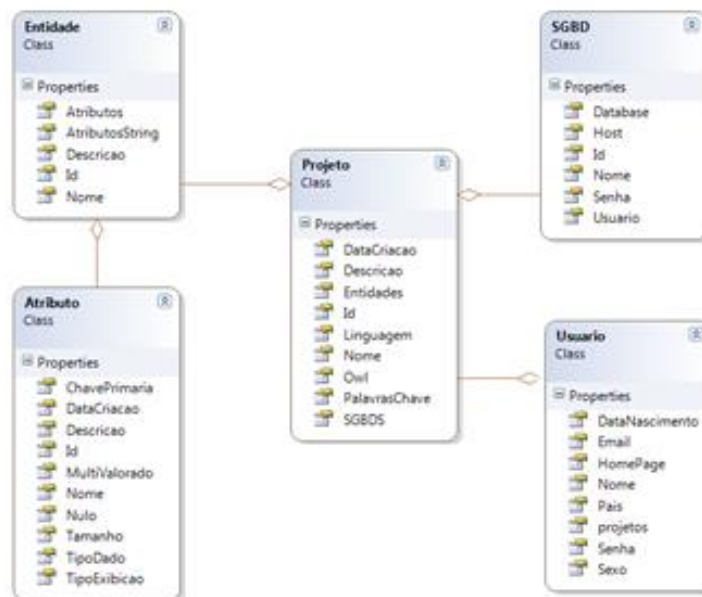 Entidade
Class
Properties
Atributos
AtributosString
Descricao
Id
Nome
SGBD
Class
Properties
Database
Host
Id
Nome
Senha
Usuario
Projeto
Class
Properties
DataCriacao
Descricao
Entidades
Id
Linguagem
Nome
Owl
PalavrasChave
SGBDS
Atributo
Class
Properties
ChavePrimaria
DataCriacao
Descricao
Id
MultiValorado
Nome
Nulo
Tamanho
TipoDado
TipoExibicao
Usuario
Class
Properties
DataNascimento
Email
HomePage
Nome
Pais
projetos
Senha
Sexo